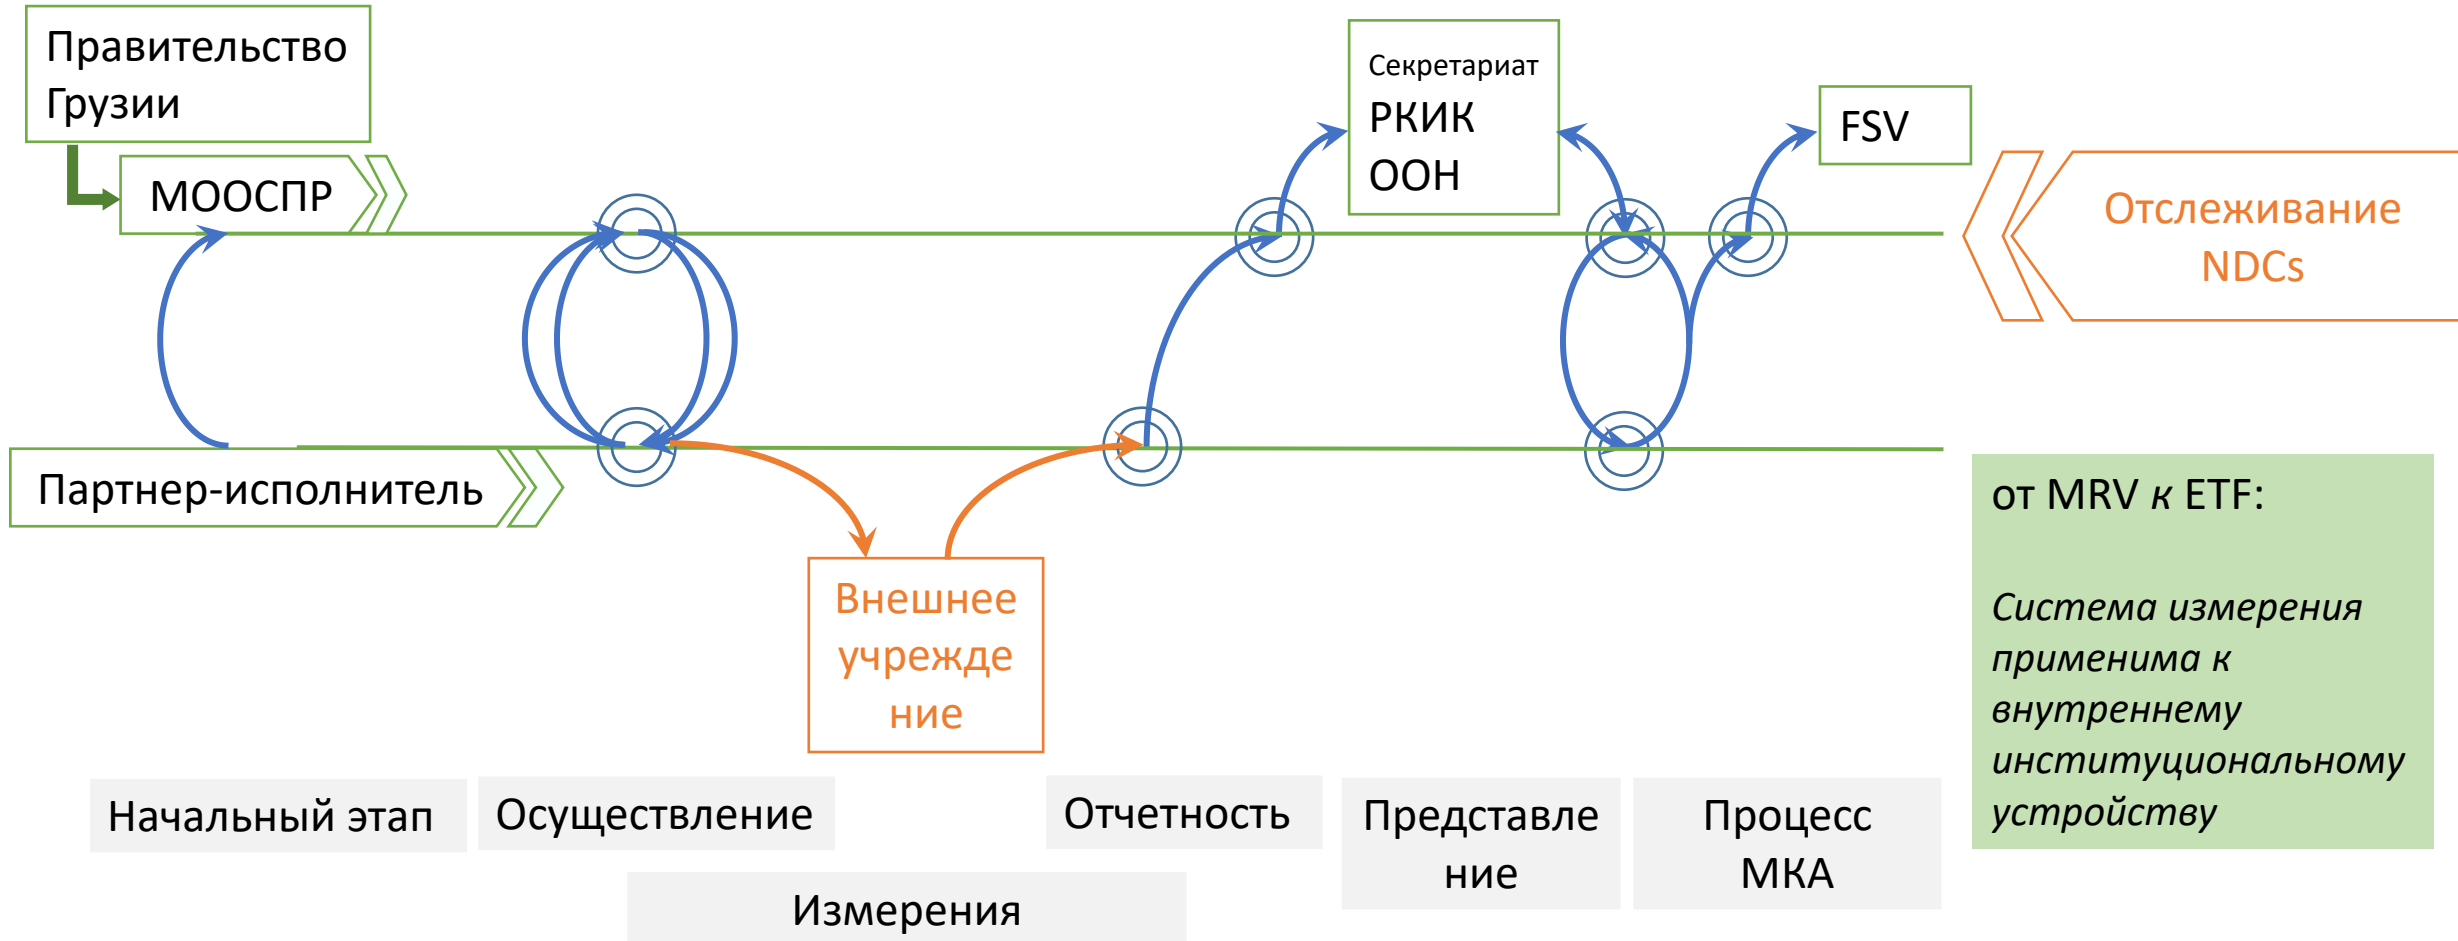 Правительство
Грузии
МООСПР
Секретариат
РКИК
ООН
FSV
Отслеживание
NDCs
Партнер-исполнитель
Внешнее
учрежде
ние
от MRV к ETF:
Система измерения
применима к
внутреннему
институциональному
устройству
Начальный этап
Осуществление
Измерения
Отчетность
Представле
ние
Процесс
МКА